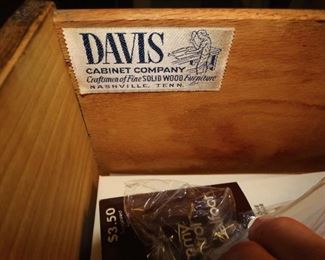 DAVIS
CABINET COMPANY
Craftsmen of Fine SOLID WOOD Furniture
NASHVILLE, TENN.
$3.50